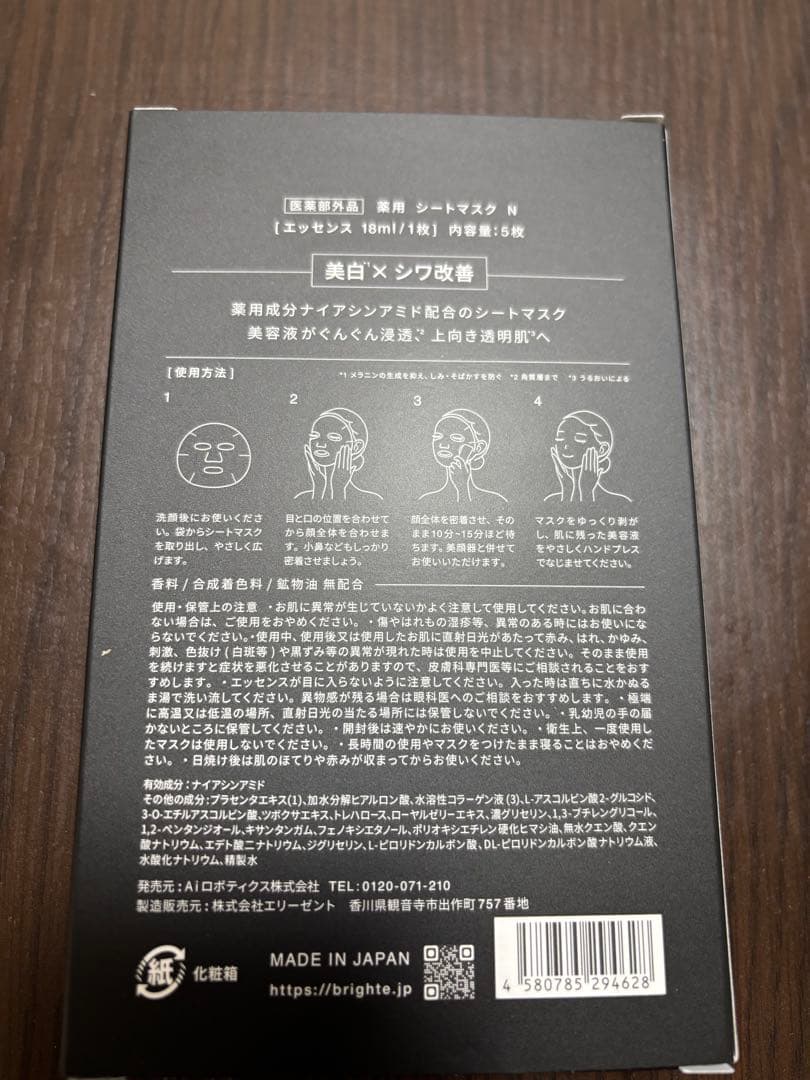 医薬部外品 薬用 シートマスク N
[エッセンス 18ml/1枚] 内容量:5枚
美白*1×シワ改善
薬用成分ナイアシンアミド配合のシートマスク
美容液がぐんぐん浸透*2、上向き透明肌*3へ
[使用方法]
*1 メラニンの生成を抑え、しみ・そばかすを防ぐ *2 角質層まで *3 うるおいによる
1
洗顔後にお使いくださ
い。袋からシートマスク
を取り出し、やさしく広
げます。
2
目と口の位置を合わせて
から顔全体を合わせま
す。小鼻などもしっかり
密着させましょう。
3
顔全体を密着させ、その
まま10分~15分ほど待
ちます。美顔器と併せて
お使いいただけます。
4
マスクをゆっくり剥が
し、肌に残った美容液
をやさしくハンドプレス
でなじませてください。
香料/合成着色料/鉱物油 無配合
使用・保管上の注意 ・お肌に異常が生じていないかよく注意して使用してください。お肌に合わ
ない場合は、ご使用をおやめください。・傷やはれもの湿疹等、異常のある時にはお使いにな
らないでください。・使用中、使用後又は使用したお肌に直射日光があたって赤み、はれ、かゆみ、
刺激、色抜け(白斑等)や黒ずみ等の異常が現れた時は使用を中止してください。そのまま使用
を続けますと症状を悪化させることがありますので、皮膚科専門医等にご相談されることをおす
すめします。・エッセンスが目に入らないように注意してください。入った時は直ちに水かぬる
ま湯で洗い流してください。異物感が残る場合は眼科医へのご相談をおすすめします。・極端
に高温又は低温の場所、直射日光の当たる場所には保管しないでください。・乳幼児の手の届
かないところに保管してください。・開封後は速やかにお使いください。・衛生上、一度使用し
たマスクは使用しないでください。・長時間の使用やマスクをつけたまま寝ることはおやめくだ
さい。・日焼け後は肌のほてりや赤みが収まってからお使いください。
有効成分:ナイアシンアミド
その他の成分:プラセンタエキス(1)、加水分解ヒアルロン酸、水溶性コラーゲン液(3)、L-アスコルビン酸2-グルコシド、
3-O-エチルアスコルビン酸、ツボクサエキス、トレハロース、ローヤルゼリーエキス、濃グリセリン、1,3-ブチレングリコール、
1,2-ペンタンジオール、キサンタンガム、フェノキシエタノール、ポリオキシエチレン硬化ヒマシ油、無水クエン酸、クエン
酸ナトリウム、エデト酸二ナトリウム、ジグリセリン、L-ピロリドンカルボン酸、DL-ピロリドンカルボン酸ナトリウム液、
水酸化ナトリウム、精製水
発売元:Aiロボティクス株式会社 TEL:0120-071-210
製造販売元:株式会社エリーゼント 香川県観音寺市出作町757番地
紙 化粧箱
MADE IN JAPAN
https://brighte.jp
4 580785 294628